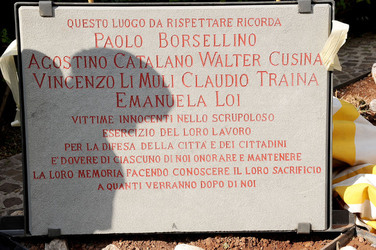 QUESTO LUOGO DA RISPETTARE RICORDA
PAOLO BORSELLINO
AGOSTINO CATALANO WALTER CUSINA
VINCENZO LI MULI CLAUDIO TRAINA
EMANUELA LOI
VITTIME INNOCENTI NELLO SCRUPOLOSO
ESERCIZIO DEL LORO LAVORO
PER LA DIFESA DELLA CITTA' E DEI CITTADINI
E' DOVERE DI CIASCUNO DI NOI ONORARE E MANTENERE
LA LORO MEMORIA FACENDO CONOSCERE IL LORO SACRIFICIO
A QUANTI VERRANNO DOPO DI NOI